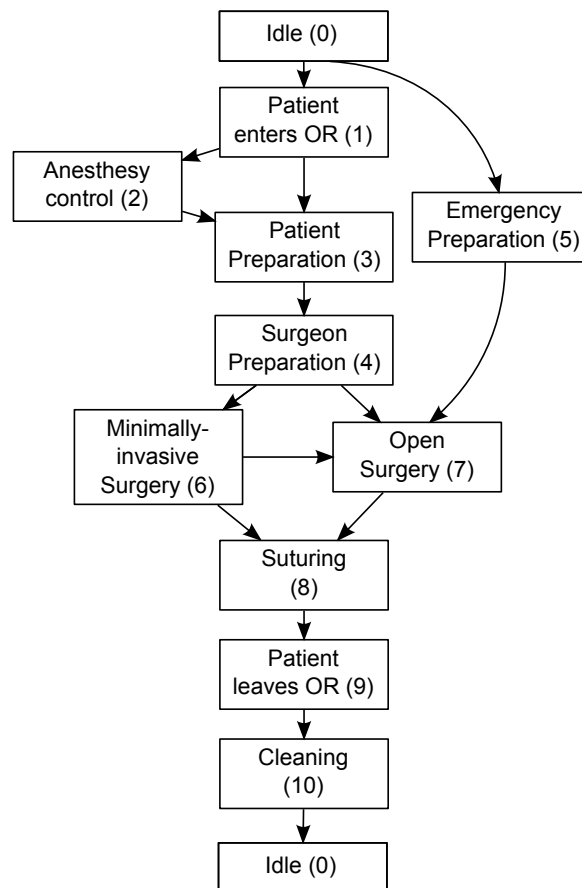 Idle (0)
Patient
enters OR (1)
Anesthesy
control (2)
Emergency
Preparation (5)
Patient
Preparation (3)
Surgeon
Preparation (4)
Minimally-
invasive
Surgery (6)
Open
Surgery (7)
Suturing
(8)
Patient
leaves OR (9)
Cleaning
(10)
Idle (0)